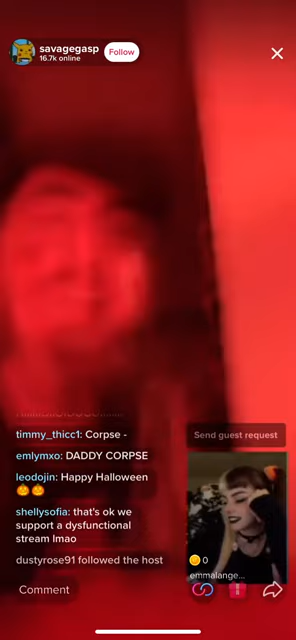 savagegasp
Follow
16.7k online
timmy_thicc1: Corpse -
emlymxo: DADDY CORPSE
leodojin: Happy Halloween
🎃🎃
shellysofia: that's ok we
support a dysfunctional
stream lmao
dustyrose91 followed the host
Send guest request
0
emmalange...
Comment